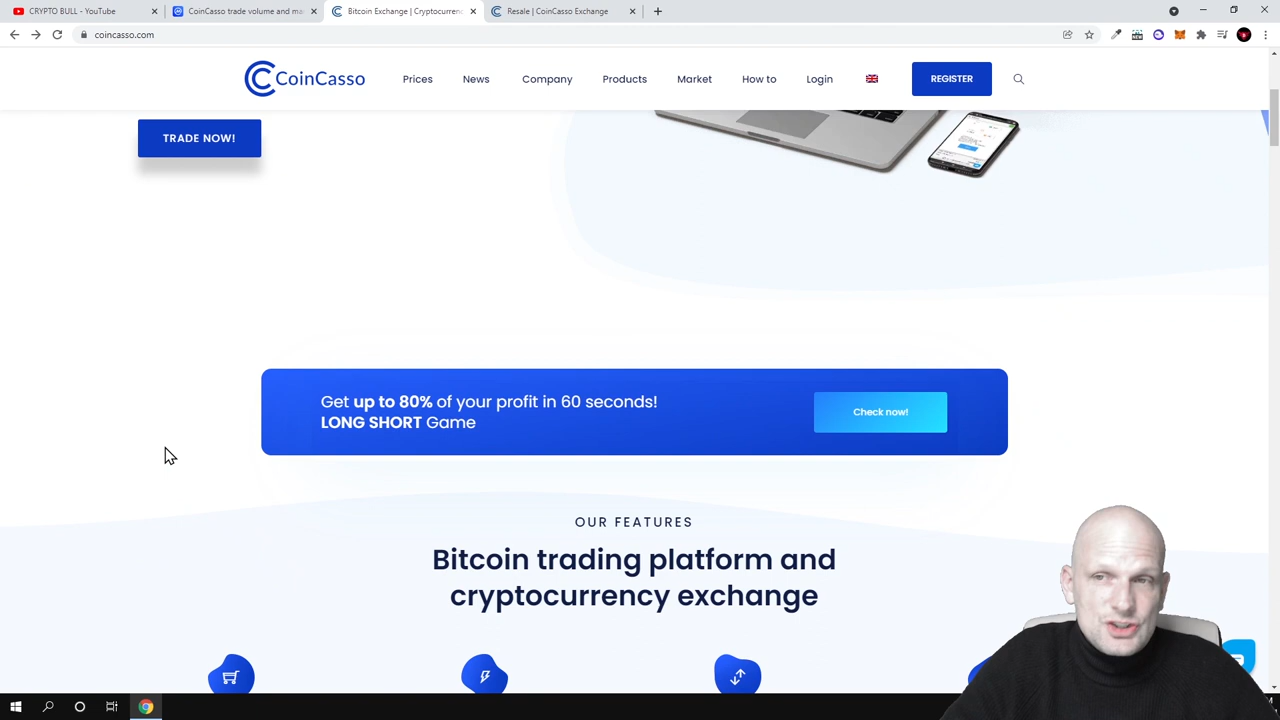 CRYPTO BULL - YouTube
CoinCasso trade volume and ma
Bitcoin Exchange | Cryptocurrenc
Resale | CoinCasso Exchange
coincasso.com
CoinCasso
Prices
News
Company
Products
Market
How to
Login
REGISTER
TRADE NOW!
Get up to 80% of your profit in 60 seconds!
LONG SHORT Game
Check now!
OUR FEATURES
Bitcoin trading platform and
cryptocurrency exchange